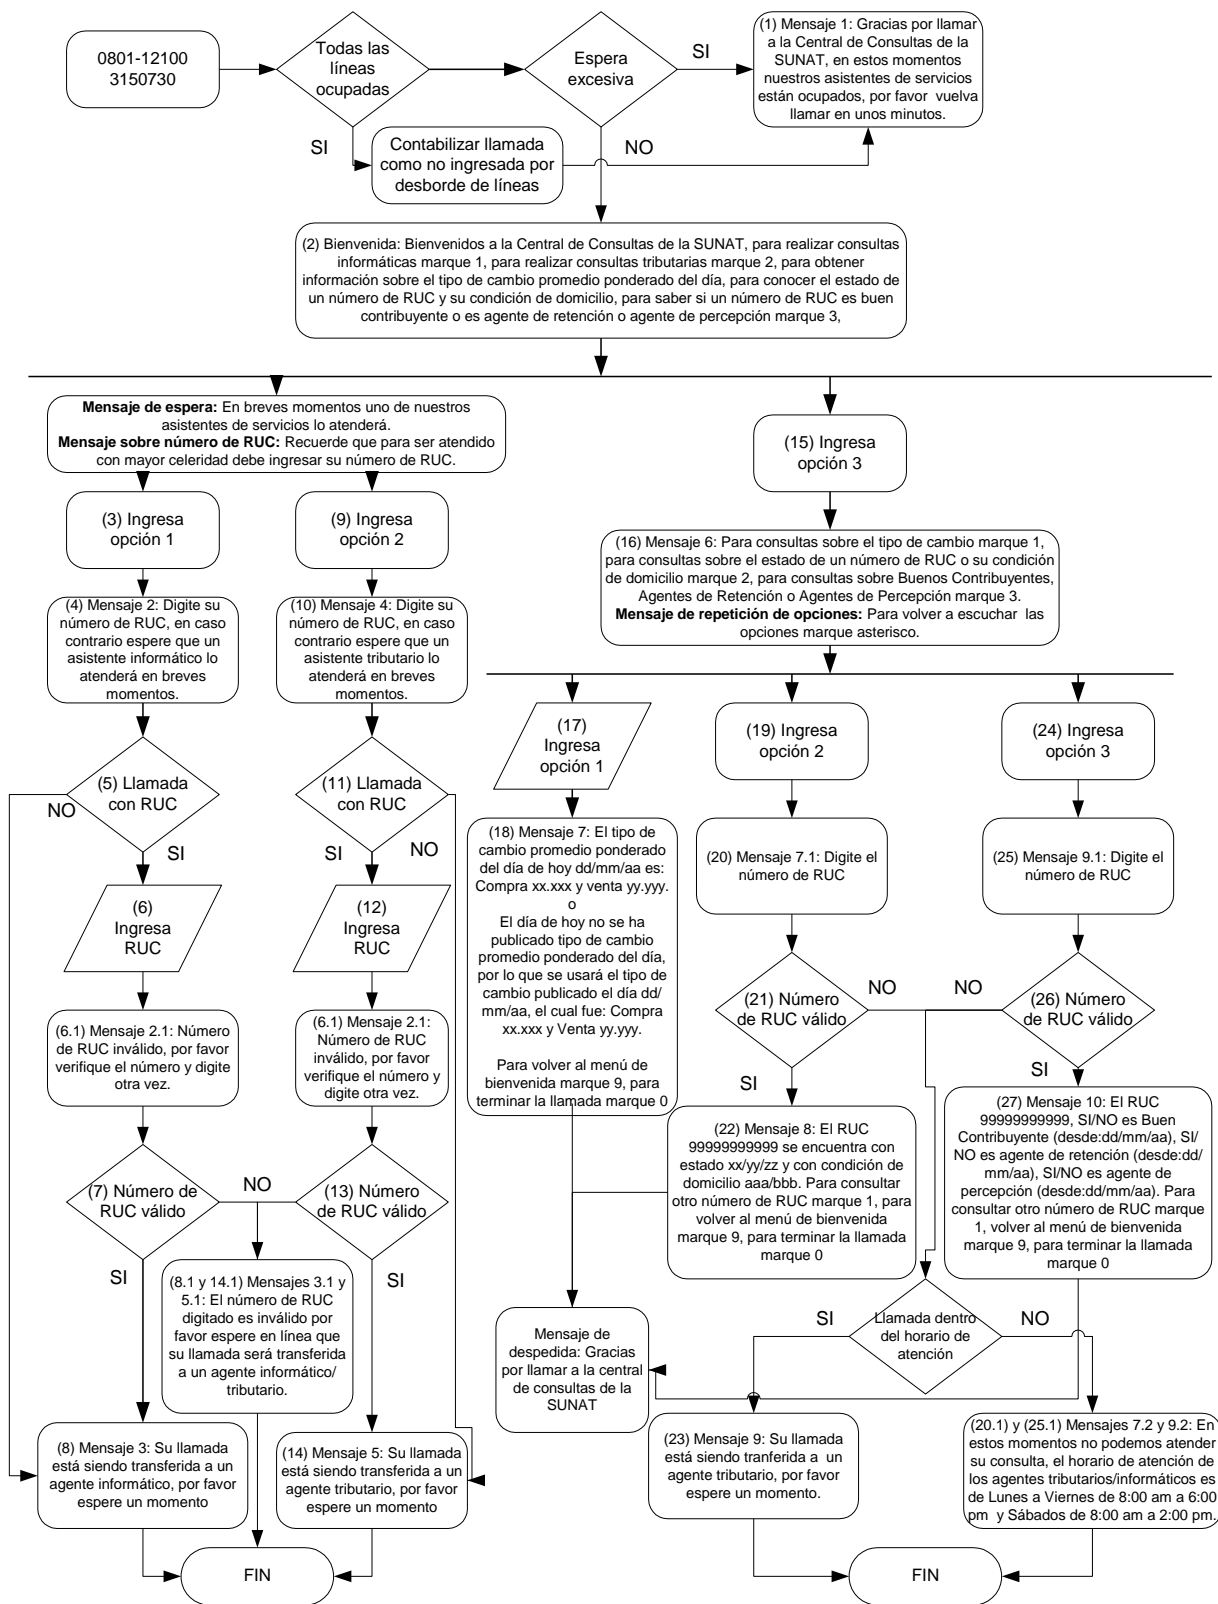 0801-12100
3150730
Todas las
líneas
ocupadas
Espera
excesiva
SI
(1) Mensaje 1: Gracias por llamar
a la Central de Consultas de la
SUNAT, en estos momentos
nuestros asistentes de servicios
están ocupados, por favor vuelva
llamar en unos minutos.
SI
Contabilizar llamada
como no ingresada por
desborde de líneas
NO
(2) Bienvenida: Bienvenidos a la Central de Consultas de la SUNAT, para realizar consultas
informáticas marque 1, para realizar consultas tributarias marque 2, para obtener
información sobre el tipo de cambio promedio ponderado del día, para conocer el estado de
un número de RUC y su condición de domicilio, para saber si un número de RUC es buen
contribuyente o es agente de retención o agente de percepción marque 3,
Mensaje de espera: En breves momentos uno de nuestros
asistentes de servicios lo atenderá.
Mensaje sobre número de RUC: Recuerde que para ser atendido
con mayor celeridad debe ingresar su número de RUC.
(15) Ingresa
opción 3
(3) Ingresa
opción 1
(9) Ingresa
opción 2
(16) Mensaje 6: Para consultas sobre el tipo de cambio marque 1,
para consultas sobre el estado de un número de RUC o su condición
de domicilio marque 2, para consultas sobre Buenos Contribuyentes,
Agentes de Retención o Agentes de Percepción marque 3.
Mensaje de repetición de opciones: Para volver a escuchar las
opciones marque asterisco.
(4) Mensaje 2: Digite su
número de RUC, en caso
contrario espere que un
asistente informático lo
atenderá en breves
momentos.
(10) Mensaje 4: Digite su
número de RUC, en caso
contrario espere que un
asistente tributario lo
atenderá en breves
momentos.
(17)
Ingresa
opción 1
(19) Ingresa
opción 2
(24) Ingresa
opción 3
(5) Llamada
con RUC
NO
SI
(11) Llamada
con RUC
SI
NO
(18) Mensaje 7: El tipo de
cambio promedio ponderado
del día de hoy dd/mm/aa es:
Compra xx.xxx y venta yy.yyy.
o
El día de hoy no se ha
publicado tipo de cambio
promedio ponderado del día,
por lo que se usará el tipo de
cambio publicado el día dd/
mm/aa, el cual fue: Compra
xx.xxx y Venta yy.yyy.
Para volver al menú de
bienvenida marque 9, para
terminar la llamada marque 0
(20) Mensaje 7.1: Digite el
número de RUC
(25) Mensaje 9.1: Digite el
número de RUC
(6)
Ingresa
RUC
(12)
Ingresa
RUC
(21) Número
de RUC válido
NO
NO
(26) Número
de RUC válido
SI
SI
(6.1) Mensaje 2.1: Número
de RUC inválido, por favor
verifique el número y digite
otra vez.
(6.1) Mensaje 2.1:
Número de RUC
inválido, por favor
verifique el número y
digite otra vez.
(22) Mensaje 8: El RUC
99999999999 se encuentra con
estado xx/yy/zz y con condición de
domicilio aaa/bbb. Para consultar
otro número de RUC marque 1, para
volver al menú de bienvenida
marque 9, para terminar la llamada
marque 0
(27) Mensaje 10: El RUC
99999999999, SI/NO es Buen
Contribuyente (desde:dd/mm/aa), SI/
NO es agente de retención (desde:dd/
mm/aa), SI/NO es agente de
percepción (desde:dd/mm/aa). Para
consultar otro número de RUC marque
1, volver al menú de bienvenida
marque 9, para terminar la llamada
marque 0
(7) Número de
RUC válido
NO
(13) Número
de RUC válido
SI
SI
(8.1 y 14.1) Mensajes 3.1 y
5.1: El número de RUC
digitado es inválido por
favor espere en línea que
su llamada será transferida
a un agente informático/
tributario.
Mensaje de
despedida: Gracias
por llamar a la central
de consultas de la
SUNAT
SI
Llamada dentro
del horario de
atención
NO
(8) Mensaje 3: Su llamada
está siendo transferida a un
agente informático, por favor
espere un momento
(14) Mensaje 5: Su llamada
está siendo transferida a un
agente tributario, por favor
espere un momento
(23) Mensaje 9: Su llamada
está siendo tranferida a un
agente tributario, por favor
espere un momento.
(20.1) y (25.1) Mensajes 7.2 y 9.2: En
estos momentos no podemos atender
su consulta, el horario de atención de
los agentes tributarios/informáticos es
de Lunes a Viernes de 8:00 am a 6:00
pm y Sábados de 8:00 am a 2:00 pm.
FIN
FIN